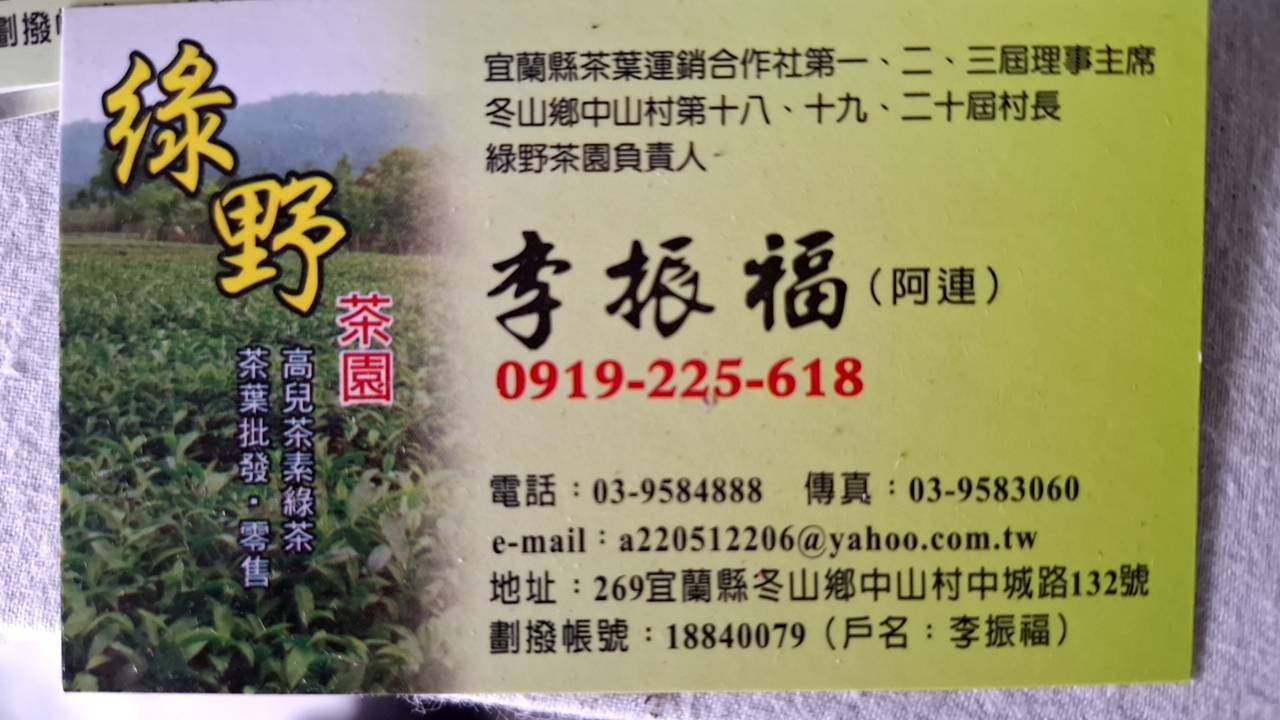 劃撥
綠野
茶園
高兒茶素綠茶
茶葉批發・零售
宜蘭縣茶葉運銷合作社第一、二、三屆理事主席
冬山鄉中山村第十八、十九、二十屆村長
綠野茶園負責人
李振福（阿連）
0919-225-618
電話：03-9584888 傳真：03-9583060
e-mail：a220512206@yahoo.com.tw
地址：269宜蘭縣冬山鄉中山村中城路132號
劃撥帳號：18840079（戶名：李振福）